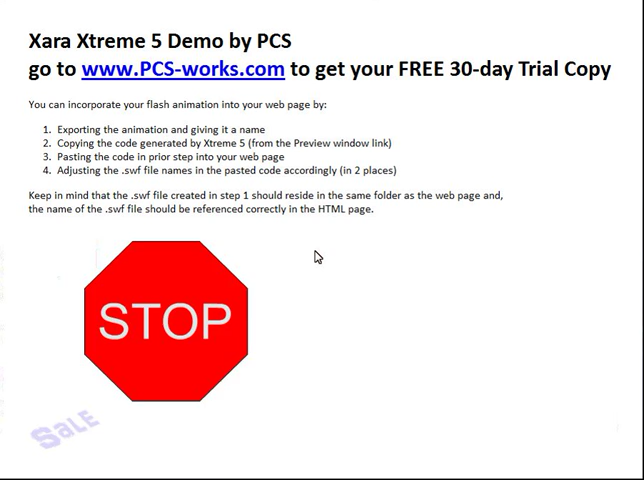 Xara Xtreme 5 Demo by PCS
go to www.PCS-works.com to get your FREE 30-day Trial Copy
You can incorporate your flash animation into your web page by:
1. Exporting the animation and giving it a name
2. Copying the code generated by Xtreme 5 (from the Preview window link)
3. Pasting the code in prior step into your web page
4. Adjusting the .swf file names in the pasted code accordingly (in 2 places)
Keep in mind that the .swf file created in step 1 should reside in the same folder as the web page and,
the name of the .swf file should be referenced correctly in the HTML page.
STOP
SaLE